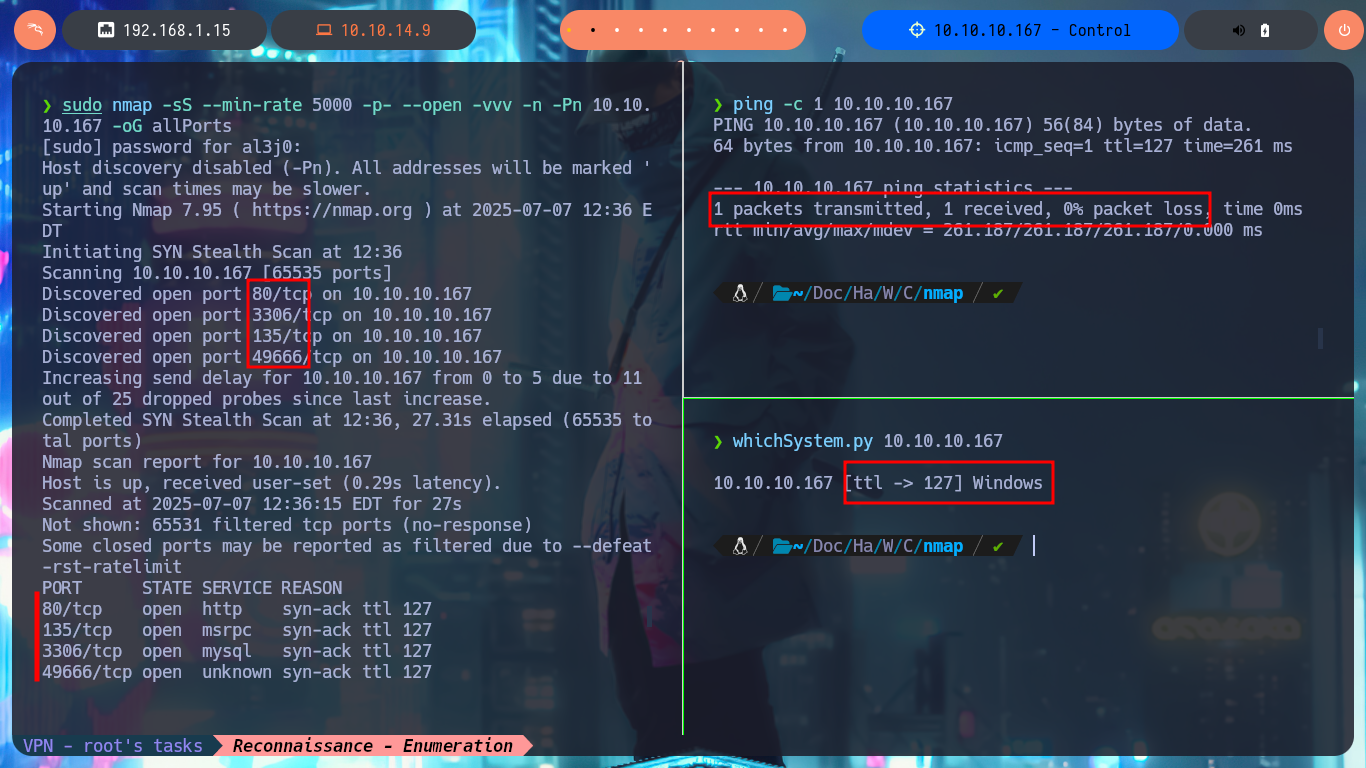 192.168.1.15
10.10.14.9
10.10.10.167 - Control
❯ sudo nmap -sS --min-rate 5000 -p- --open -vvv -n -Pn 10.10.
10.167 -oG allPorts
[sudo] password for al3j0:
Host discovery disabled (-Pn). All addresses will be marked '
up' and scan times may be slower.
Starting Nmap 7.95 ( https://nmap.org ) at 2025-07-07 12:36 E
DT
Initiating SYN Stealth Scan at 12:36
Scanning 10.10.10.167 [65535 ports]
Discovered open port 80/tcp on 10.10.10.167
Discovered open port 3306/tcp on 10.10.10.167
Discovered open port 135/tcp on 10.10.10.167
Discovered open port 49666/tcp on 10.10.10.167
Increasing send delay for 10.10.10.167 from 0 to 5 due to 11
out of 25 dropped probes since last increase.
Completed SYN Stealth Scan at 12:36, 27.31s elapsed (65535 to
tal ports)
Nmap scan report for 10.10.10.167
Host is up, received user-set (0.29s latency).
Scanned at 2025-07-07 12:36:15 EDT for 27s
Not shown: 65531 filtered tcp ports (no-response)
Some closed ports may be reported as filtered due to --defeat
-rst-ratelimit
PORT      STATE SERVICE REASON
80/tcp    open  http    syn-ack ttl 127
135/tcp   open  msrpc   syn-ack ttl 127
3306/tcp  open  mysql   syn-ack ttl 127
49666/tcp open  unknown syn-ack ttl 127
❯ ping -c 1 10.10.10.167
PING 10.10.10.167 (10.10.10.167) 56(84) bytes of data.
64 bytes from 10.10.10.167: icmp_seq=1 ttl=127 time=261 ms
--- 10.10.10.167 ping statistics ---
1 packets transmitted, 1 received, 0% packet loss, time 0ms
rtt min/avg/max/mdev = 261.187/261.187/261.187/0.000 ms
~/Doc/Ha/W/C/nmap / ✔
❯ whichSystem.py 10.10.10.167
10.10.10.167 [ttl -> 127] Windows
~/Doc/Ha/W/C/nmap / ✔
VPN - root's tasks
Reconnaissance - Enumeration